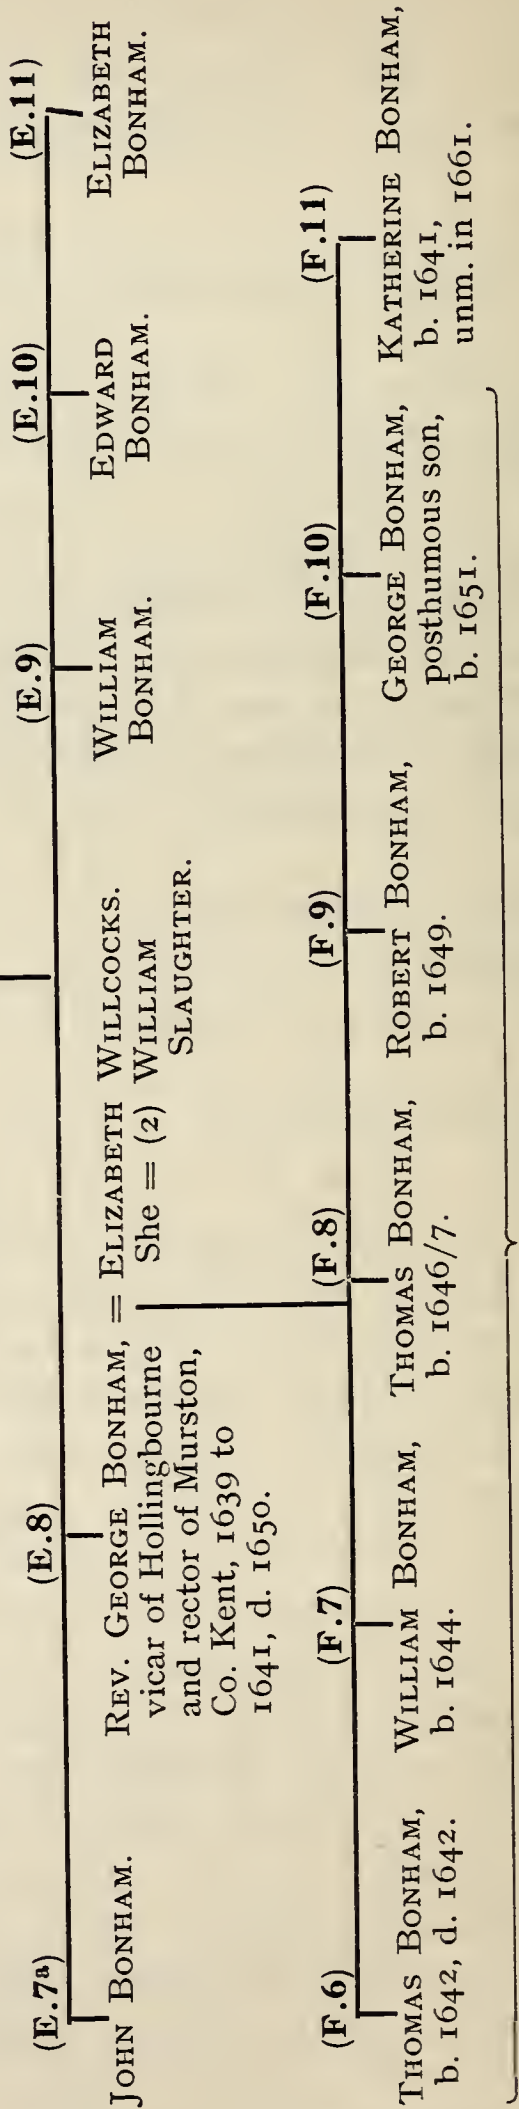 (E.7a)
JOHN BONHAM.
(E.8)
REV. GEORGE BONHAM,
vicar of Hollingbourne
and rector of Murston,
Co. Kent, 1639 to
1641, d. 1650.
= ELIZABETH WILLCOCKS.
She = (2) WILLIAM
SLAUGHTER.
(E.9)
WILLIAM
BONHAM.
(E.10)
EDWARD
BONHAM.
(E.11)
ELIZABETH
BONHAM.
(F.6)
THOMAS BONHAM,
b. 1642, d. 1642.
(F.7)
WILLIAM BONHAM,
b. 1644.
(F.8)
THOMAS BONHAM,
b. 1646/7.
(F.9)
ROBERT BONHAM,
b. 1649.
(F.10)
GEORGE BONHAM,
posthumous son,
b. 1651.
(F.11)
KATHERINE BONHAM,
b. 1641,
unm. in 1661.